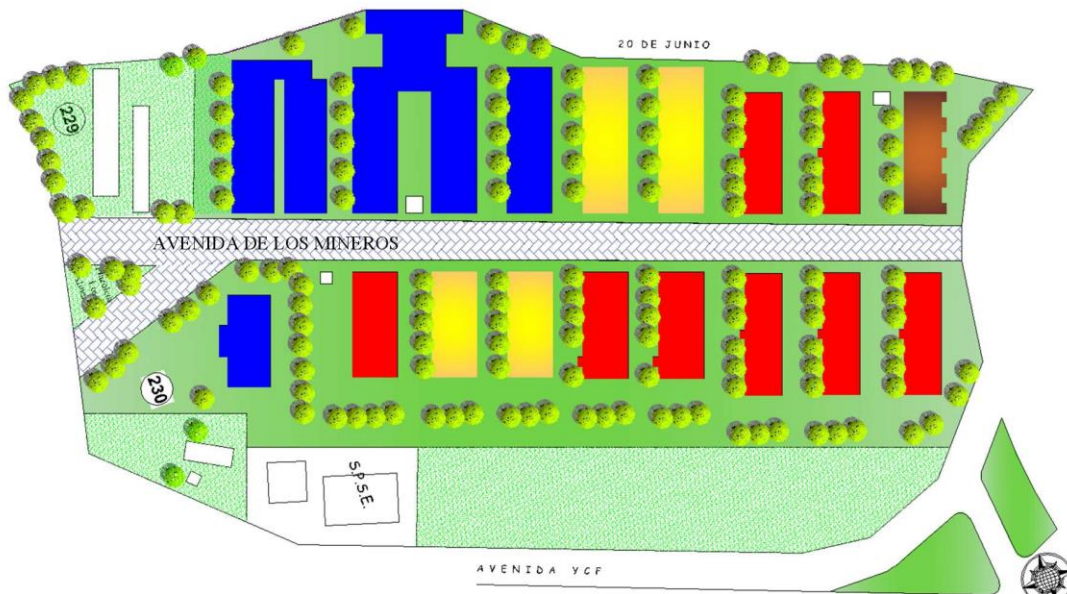 20 DE JUNIO
229
AVENIDA DE LOS MINEROS
230
S.P.S.E.
AVENIDA YCF